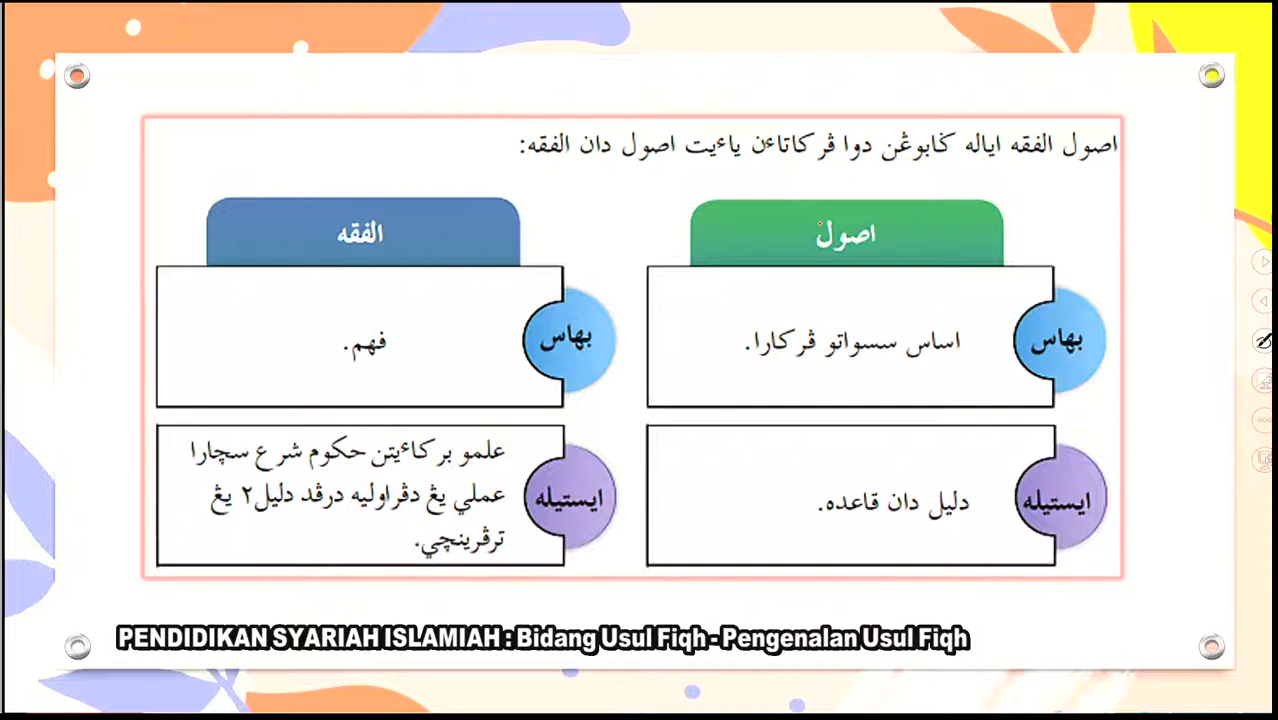 اصول الفقه اياله ݢابوڠن دوا ڤرکاتاءن ياءيت اصول دان الفقه:
اصول
بهاس
اساس سسواتو ڤرکارا.
ايستيله
دليل دان قاعده.
الفقه
بهاس
فهم.
ايستيله
علمو برکاءيتن حکوم شرع سچارا
عملي يڠ دڤراوليه درڤد دليل٢ يڠ
ترڤرينچي.
PENDIDIKAN SYARIAH ISLAMIAH : Bidang Usul Fiqh - Pengenalan Usul Fiqh